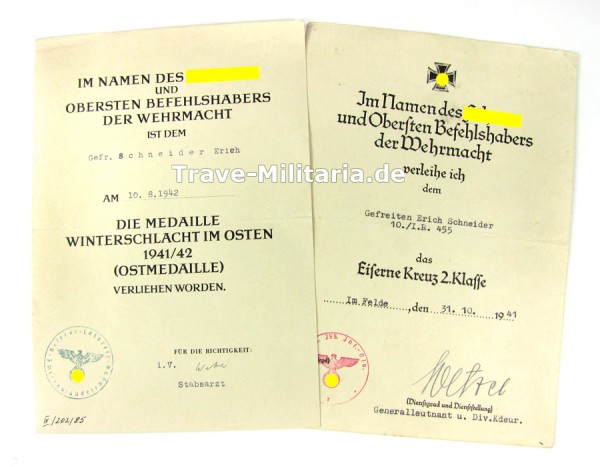 IM NAMEN DES
UND
OBERSTEN BEFEHLSHABERS
DER WEHRMACHT
IST DEM
Gefr. Schneider Erich
AM 10.8.1942
DIE MEDAILLE
WINTERSCHLACHT IM OSTEN
1941/42
(OSTMEDAILLE)
VERLIEHEN WORDEN.
FÜR DIE RICHTIGKEIT:
i.V.
Stabsarzt
IV/202/85
Im Namen des
und Obersten Befehlshabers
der Wehrmacht
verleihe ich
dem
Gefreiten Erich Schneider
10./I.R. 455
das
Eiserne Kreuz 2.Klasse
Im Felde, den 31. 10. 1941
(Dienstgrad und Dienststellung)
Generalleutnant u. Div.Kdeur.
Trave-Militaria.de